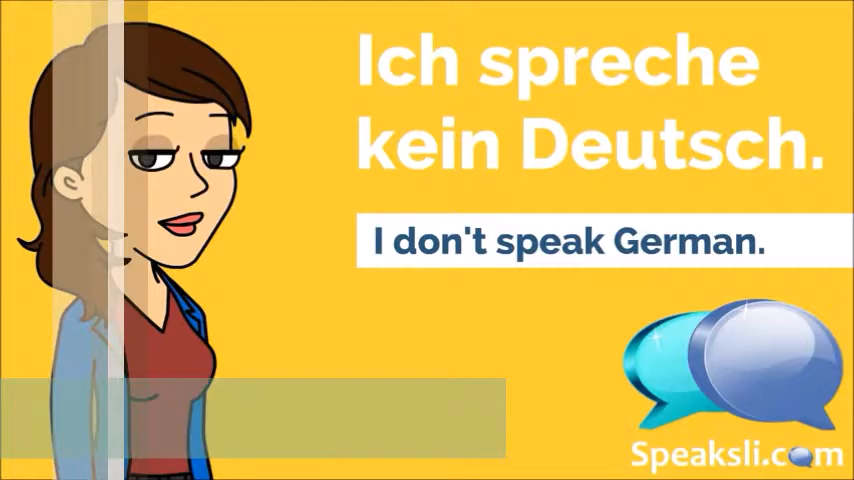 Ich spreche
kein Deutsch.
I don't speak German.
Speaksli.com